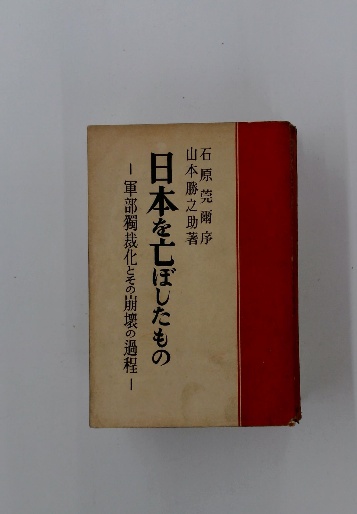 石原莞爾序
山本勝之助著
日本を亡ぼしたもの
―軍部獨裁化とその崩壞の過程―